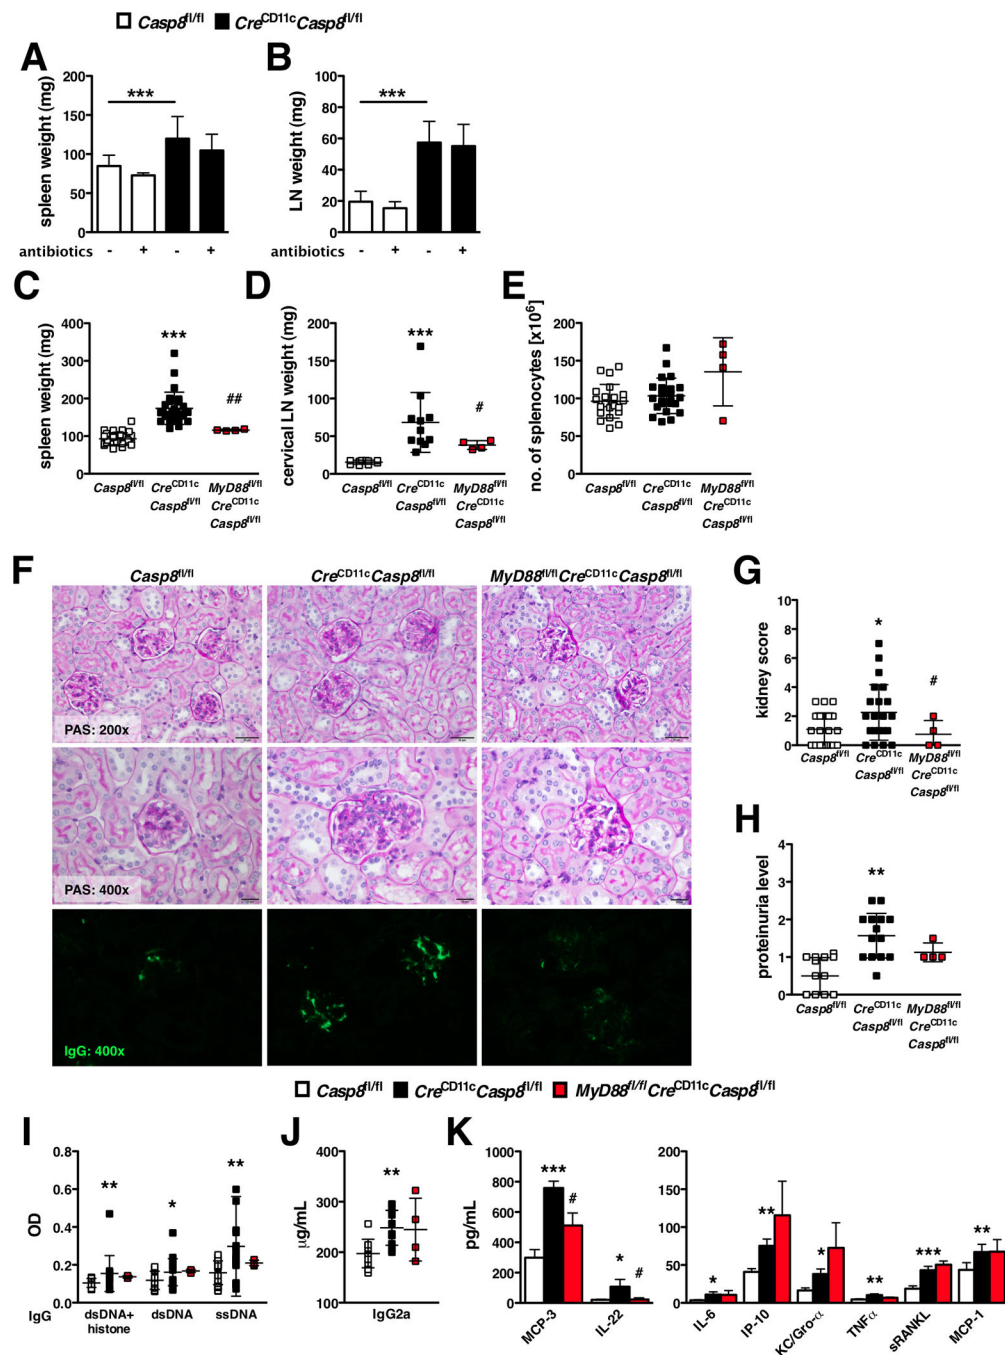 Casp8fl/fl CreCD11cCasp8fl/fl
A
spleen weight (mg)
200
150
100
50
0
***
antibiotics - + - +
B
LN weight (mg)
80
60
40
20
0
***
antibiotics - + - +
C
spleen weight (mg)
400
300
200
100
0
***
##
Casp8fl/fl CreCD11c MyD88fl/fl
Casp8fl/fl CreCD11c
Casp8fl/fl
D
cervical LN weight (mg)
200
150
100
50
0
***
#
Casp8fl/fl CreCD11c MyD88fl/fl
Casp8fl/fl CreCD11c
Casp8fl/fl
E
no. of splenocytes [x10⁶]
200
150
100
50
0
Casp8fl/fl CreCD11c MyD88fl/fl
Casp8fl/fl CreCD11c
Casp8fl/fl
F
Casp8fl/fl CreCD11cCasp8fl/fl MyD88fl/flCreCD11cCasp8fl/fl
PAS: 200x
PAS: 400x
IgG: 400x
G
kidney score
10
8
6
4
2
0
*
#
Casp8fl/fl CreCD11c MyD88fl/fl
Casp8fl/fl CreCD11c
Casp8fl/fl
H
proteinuria level
4
3
2
1
0
**
Casp8fl/fl CreCD11c MyD88fl/fl
Casp8fl/fl CreCD11c
Casp8fl/fl
Casp8fl/fl CreCD11cCasp8fl/fl MyD88fl/flCreCD11cCasp8fl/fl
I
OD
0.8
0.6
0.4
0.2
0.0
**
*
**
IgG dsDNA+ dsDNA ssDNA
histone
J
µg/mL
400
300
200
100
**
IgG2a
K
pg/mL
1000
800
600
400
200
0
***
#
*
#
MCP-3
IL-22
200
150
100
50
0
*
**
*
**
***
**
IL-6
IP-10
KC/Gro-α
TNFα
sRANKL
MCP-1